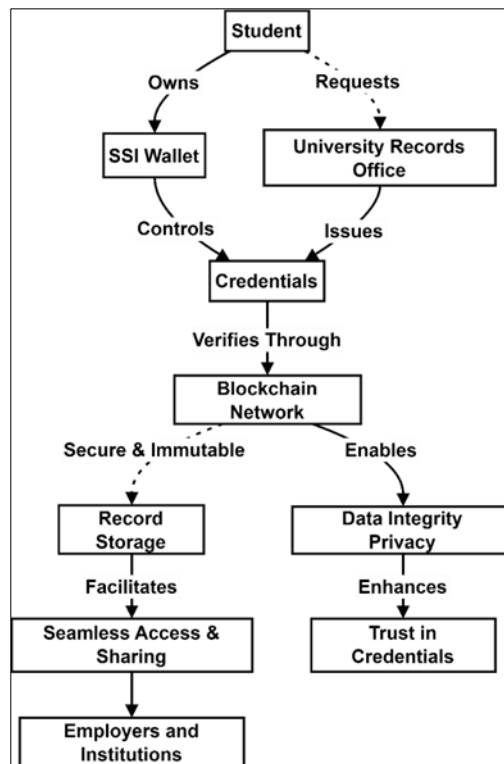 Student
Owns
Requests
SSI Wallet
University Records
Office
Controls
Issues
Credentials
Verifies Through
Blockchain
Network
Secure & Immutable
Enables
Record
Storage
Data Integrity
Privacy
Facilitates
Enhances
Seamless Access &
Sharing
Trust in
Credentials
Employers and
Institutions